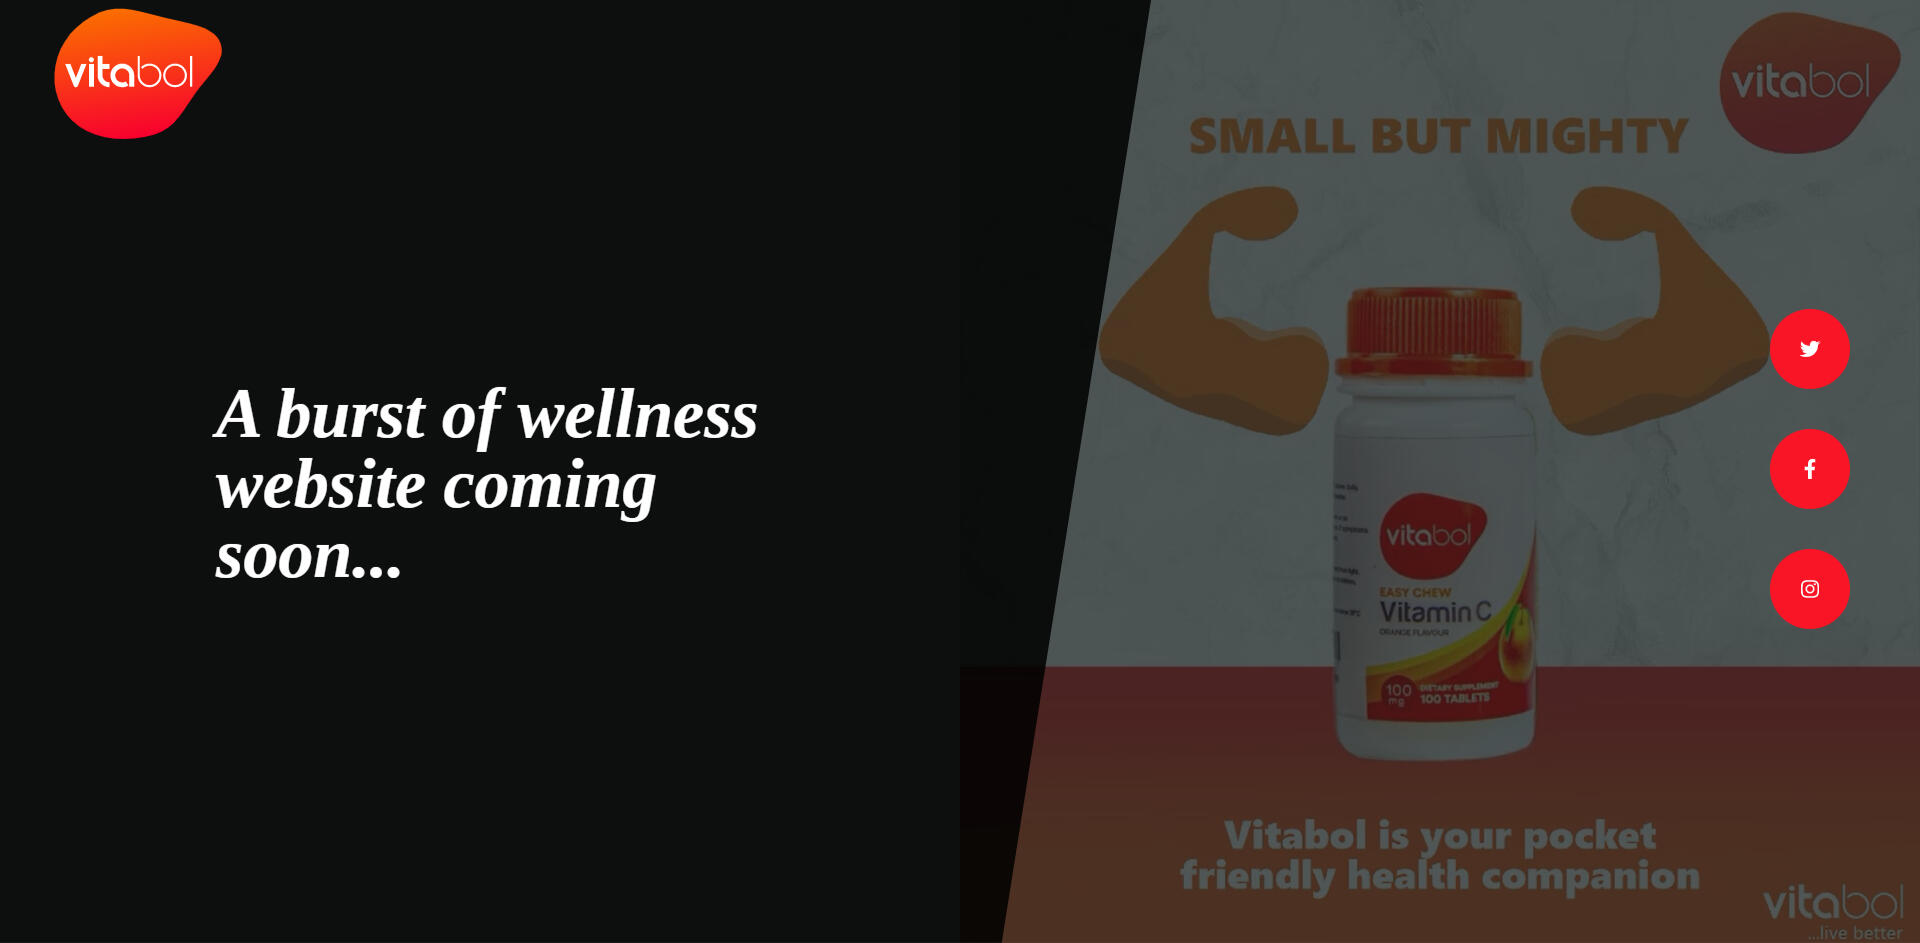 vitabol
A burst of wellness
website coming
soon...
vitabol
SMALL BUT MIGHTY
vitabol
EASY CHEW
Vitamin C
ORANGE FLAVOUR
100 mg
DIETARY SUPPLEMENT
100 TABLETS
Vitabol is your pocket
friendly health companion
vitabol
...live better